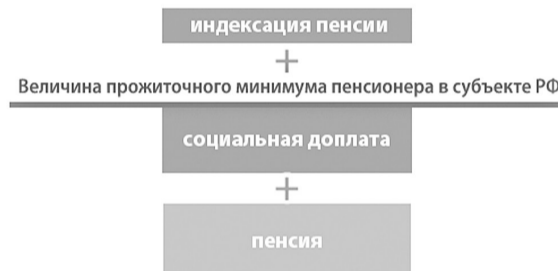 индексация пенсии
+
Величина прожиточного минимума пенсионера в субъекте РФ
социальная доплата
+
пенсия